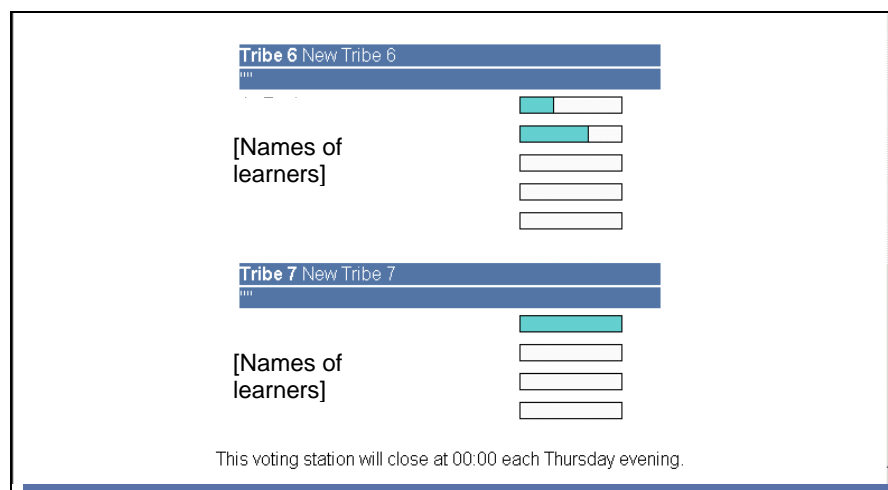 Tribe 6 New Tribe 6
""
[Names of
learners]
Tribe 7 New Tribe 7
""
[Names of
learners]
This voting station will close at 00:00 each Thursday evening.